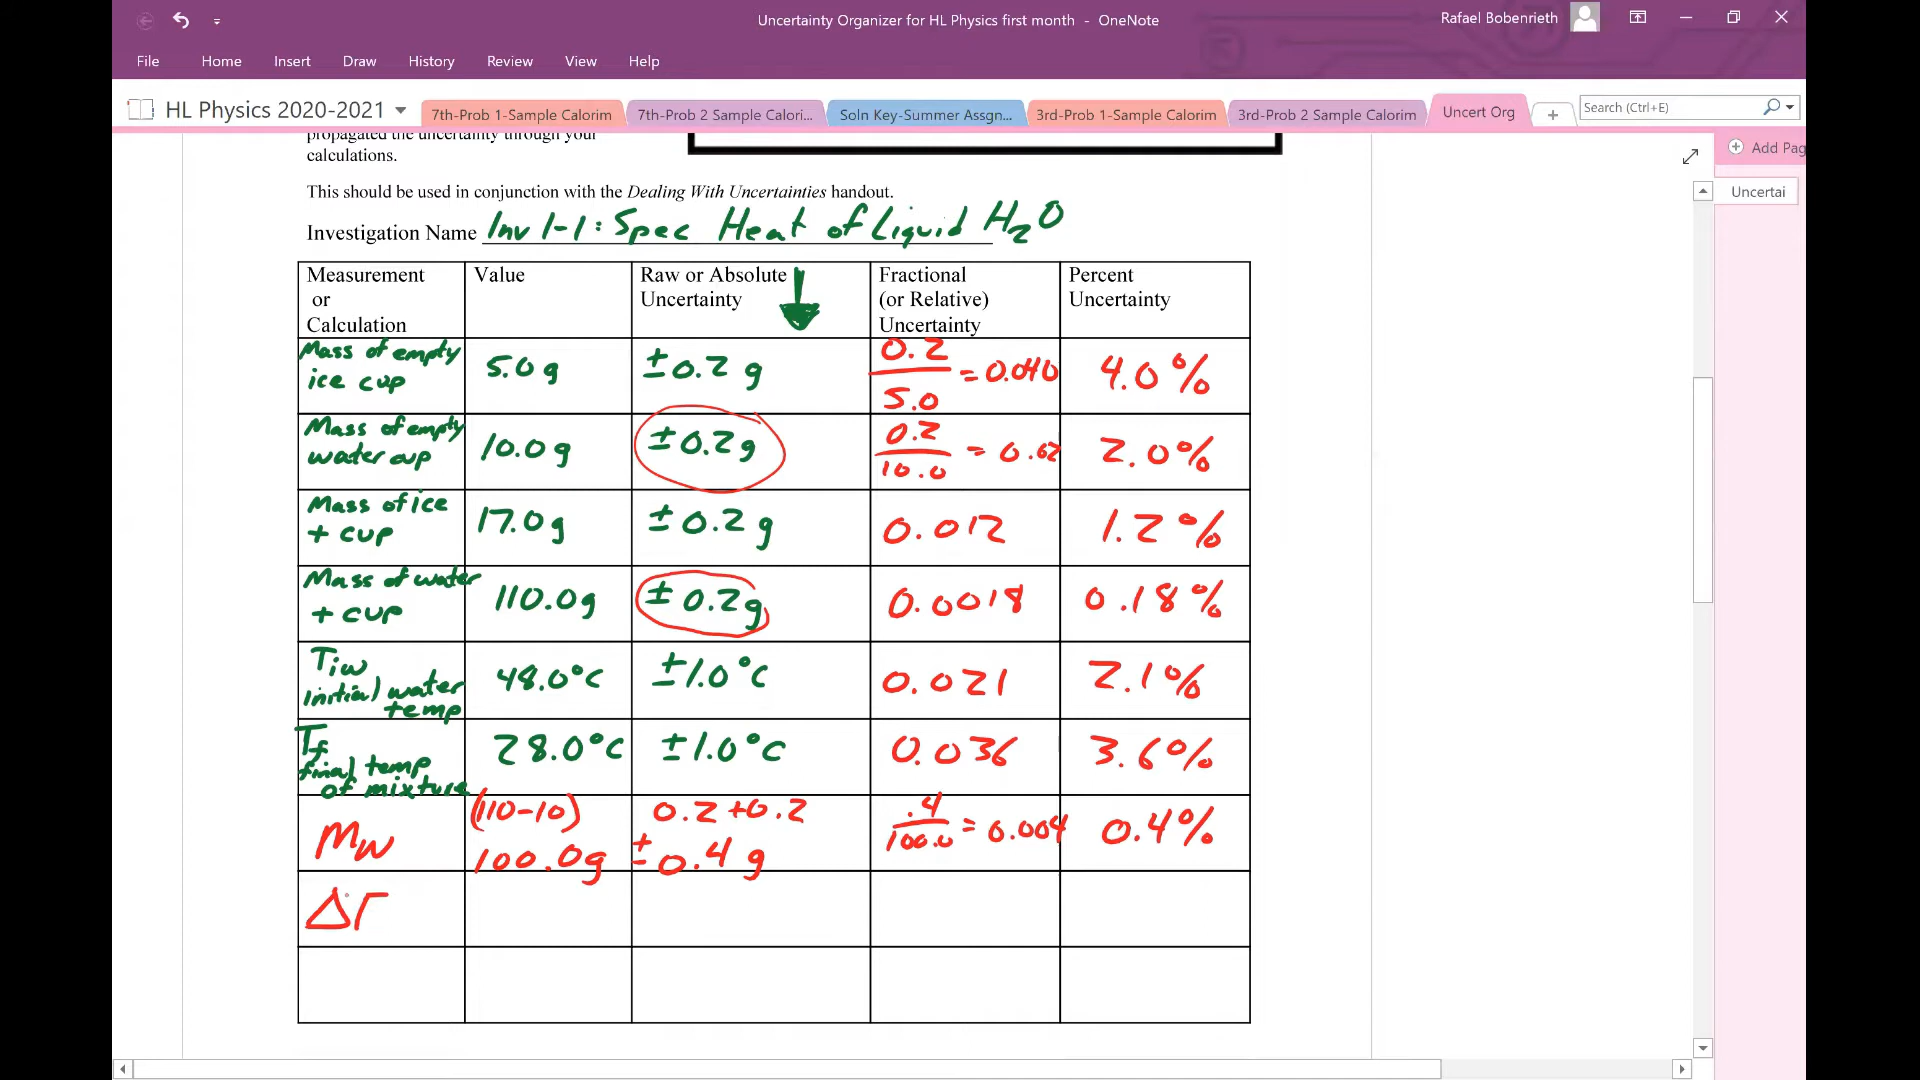 Uncertainty Organizer for HL Physics first month - OneNote
Rafael Bobenrieth
File Home Insert Draw History Review View Help
HL Physics 2020-2021
7th-Prob 1-Sample Calorim
7th-Prob 2 Sample Calori...
Soln Key-Summer Assgn...
3rd-Prob 1-Sample Calorim
3rd-Prob 2 Sample Calorim
Uncert Org
Search (Ctrl+E)
Add Pag
Uncertai
propagated the uncertainty through your
calculations.
This should be used in conjunction with the Dealing With Uncertainties handout.
Investigation Name Inv 1-1: Spec Heat of Liquid H2O
Measurement
or
Calculation
Value
Raw or Absolute
Uncertainty
Fractional
(or Relative)
Uncertainty
Percent
Uncertainty
Mass of empty
ice cup
5.0 g
± 0.2 g
0.2
5.0
= 0.040
4.0 %
Mass of empty
water cup
10.0 g
± 0.2 g
0.2
10.0
= 0.02
2.0 %
Mass of ice
+ cup
17.0 g
± 0.2 g
0.012
1.2 %
Mass of water
+ cup
110.0 g
± 0.2 g
0.0018
0.18 %
Tiw
initial water
temp
48.0°C
± 1.0°C
0.021
2.1 %
Tf
final temp
of mixture
28.0°C
± 1.0°C
0.036
3.6 %
Mw
(110-10)
100.0 g
0.2 + 0.2
± 0.4 g
.4
100.0
= 0.004
0.4 %